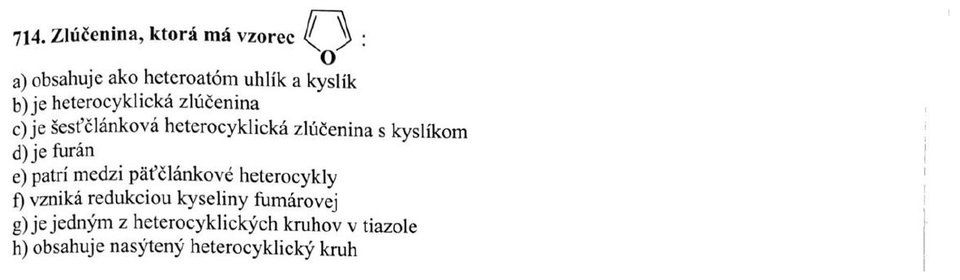 714. Zlúčenina, ktorá má vzorec O :
a) obsahuje ako heteroatóm uhlík a kyslík
b) je heterocyklická zlúčenina
c) je šesťčlánková heterocyklická zlúčenina s kyslíkom
d) je furán
e) patrí medzi päťčlánkové heterocykly
f) vzniká redukciou kyseliny fumárovej
g) je jedným z heterocyklických kruhov v tiazole
h) obsahuje nasýtený heterocyklický kruh